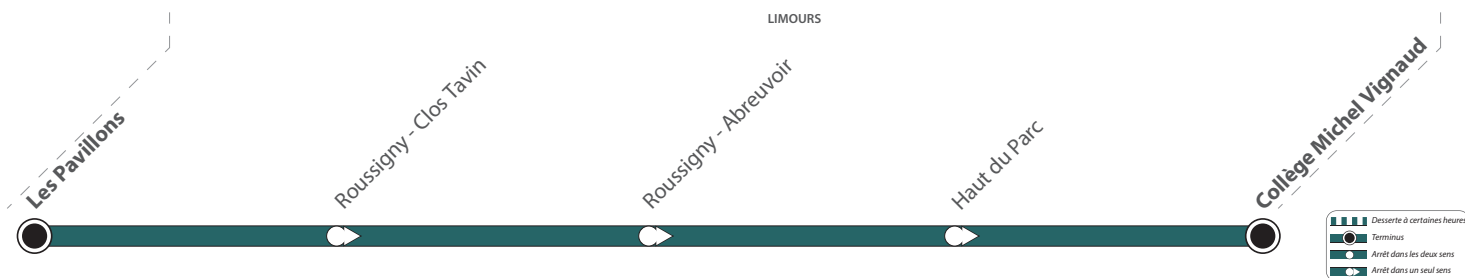 LIMOURS
Les Pavillons
Roussigny - Clos Tavin
Roussigny - Abreuvoir
Haut du Parc
Collège Michel Vignaud
Desserte à certaines heures
Terminus
Arrêt dans les deux sens
Arrêt dans un seul sens